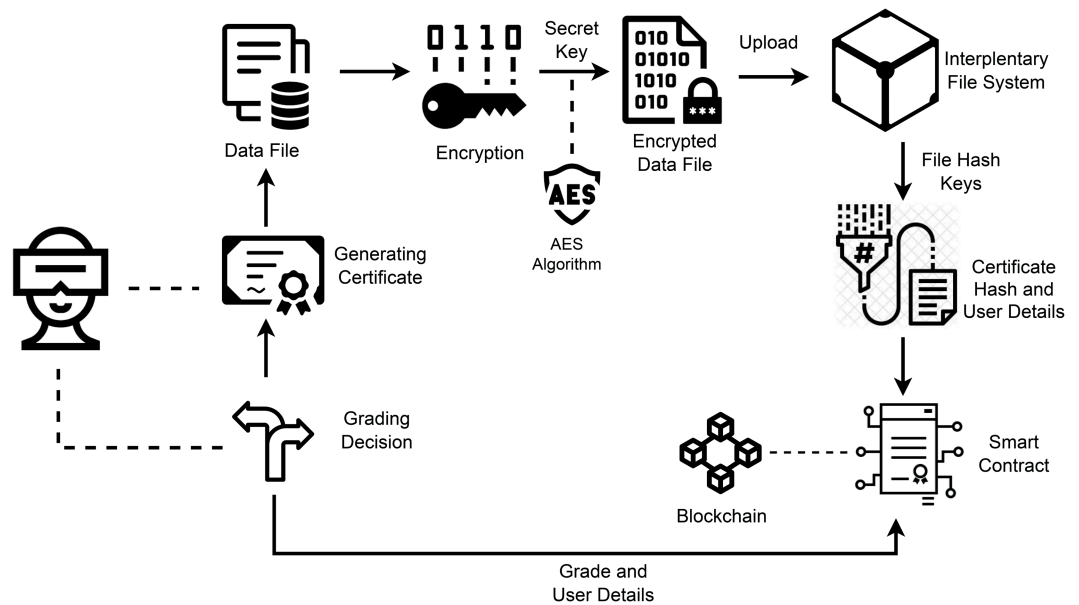 0110
Secret
Key
010
01010
1010
010
***
Upload
Interplentary
File System
Data File
Encryption
Encrypted
Data File
File Hash
Keys
AES
AES
Algorithm
#
Generating
Certificate
Certificate
Hash and
User Details
Grading
Decision
Smart
Contract
Blockchain
Grade and
User Details